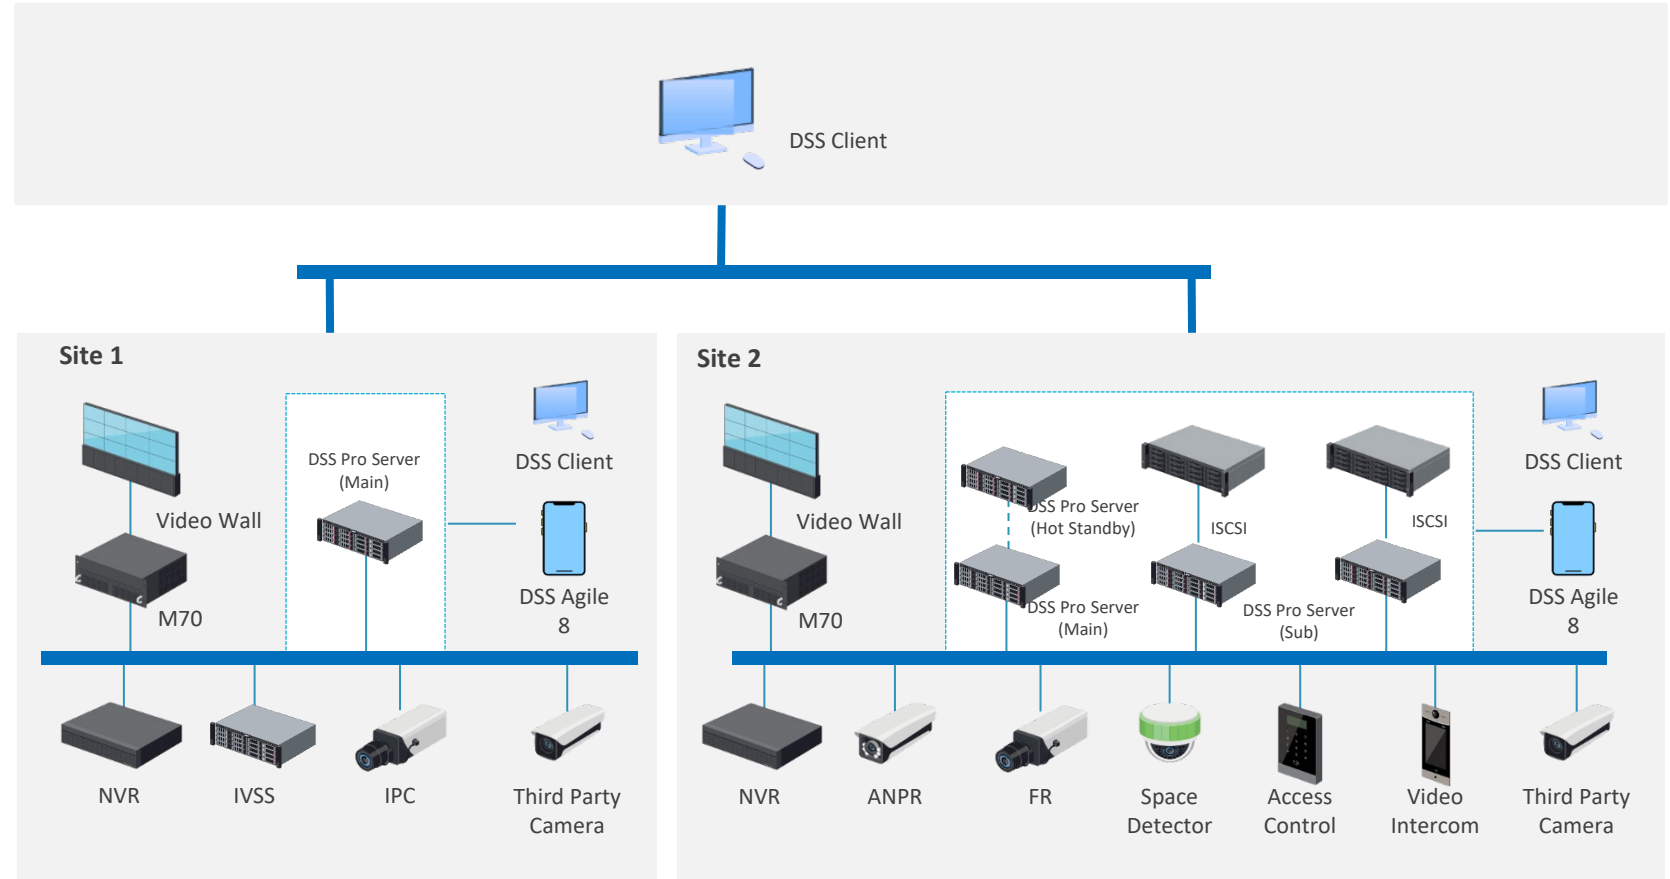 DSS Client
Site 1
DSS Pro Server
(Main)
DSS Client
Video Wall
M70
DSS Agile
8
NVR
IVSS
IPC
Third Party
Camera
Site 2
DSS Pro Server
(Hot Standby)
ISCSI
ISCSI
DSS Client
Video Wall
M70
DSS Pro Server
(Main)
DSS Pro Server
(Sub)
DSS Agile
8
NVR
ANPR
FR
Space
Detector
Access
Control
Video
Intercom
Third Party
Camera